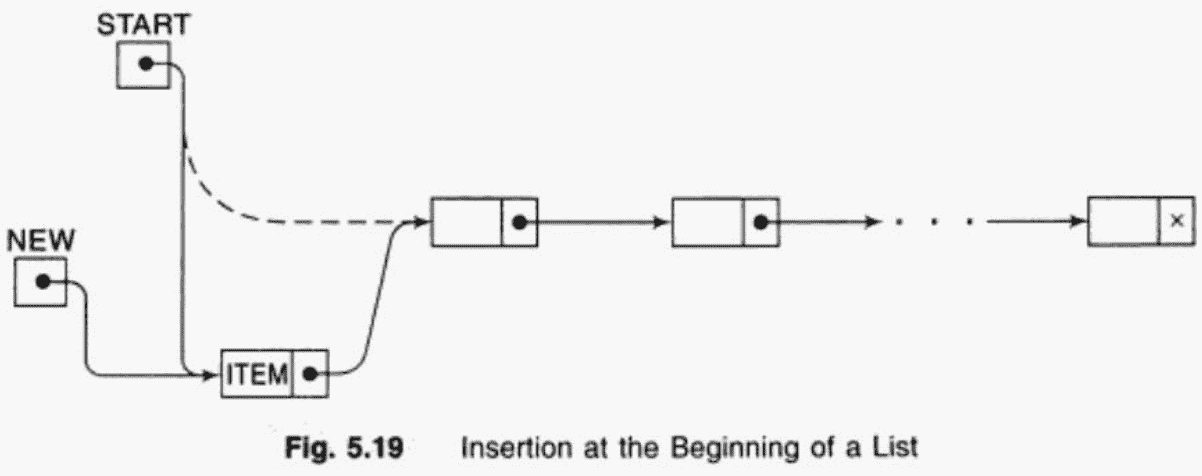 START
NEW
×
ITEM
Fig. 5.19 Insertion at the Beginning of a List